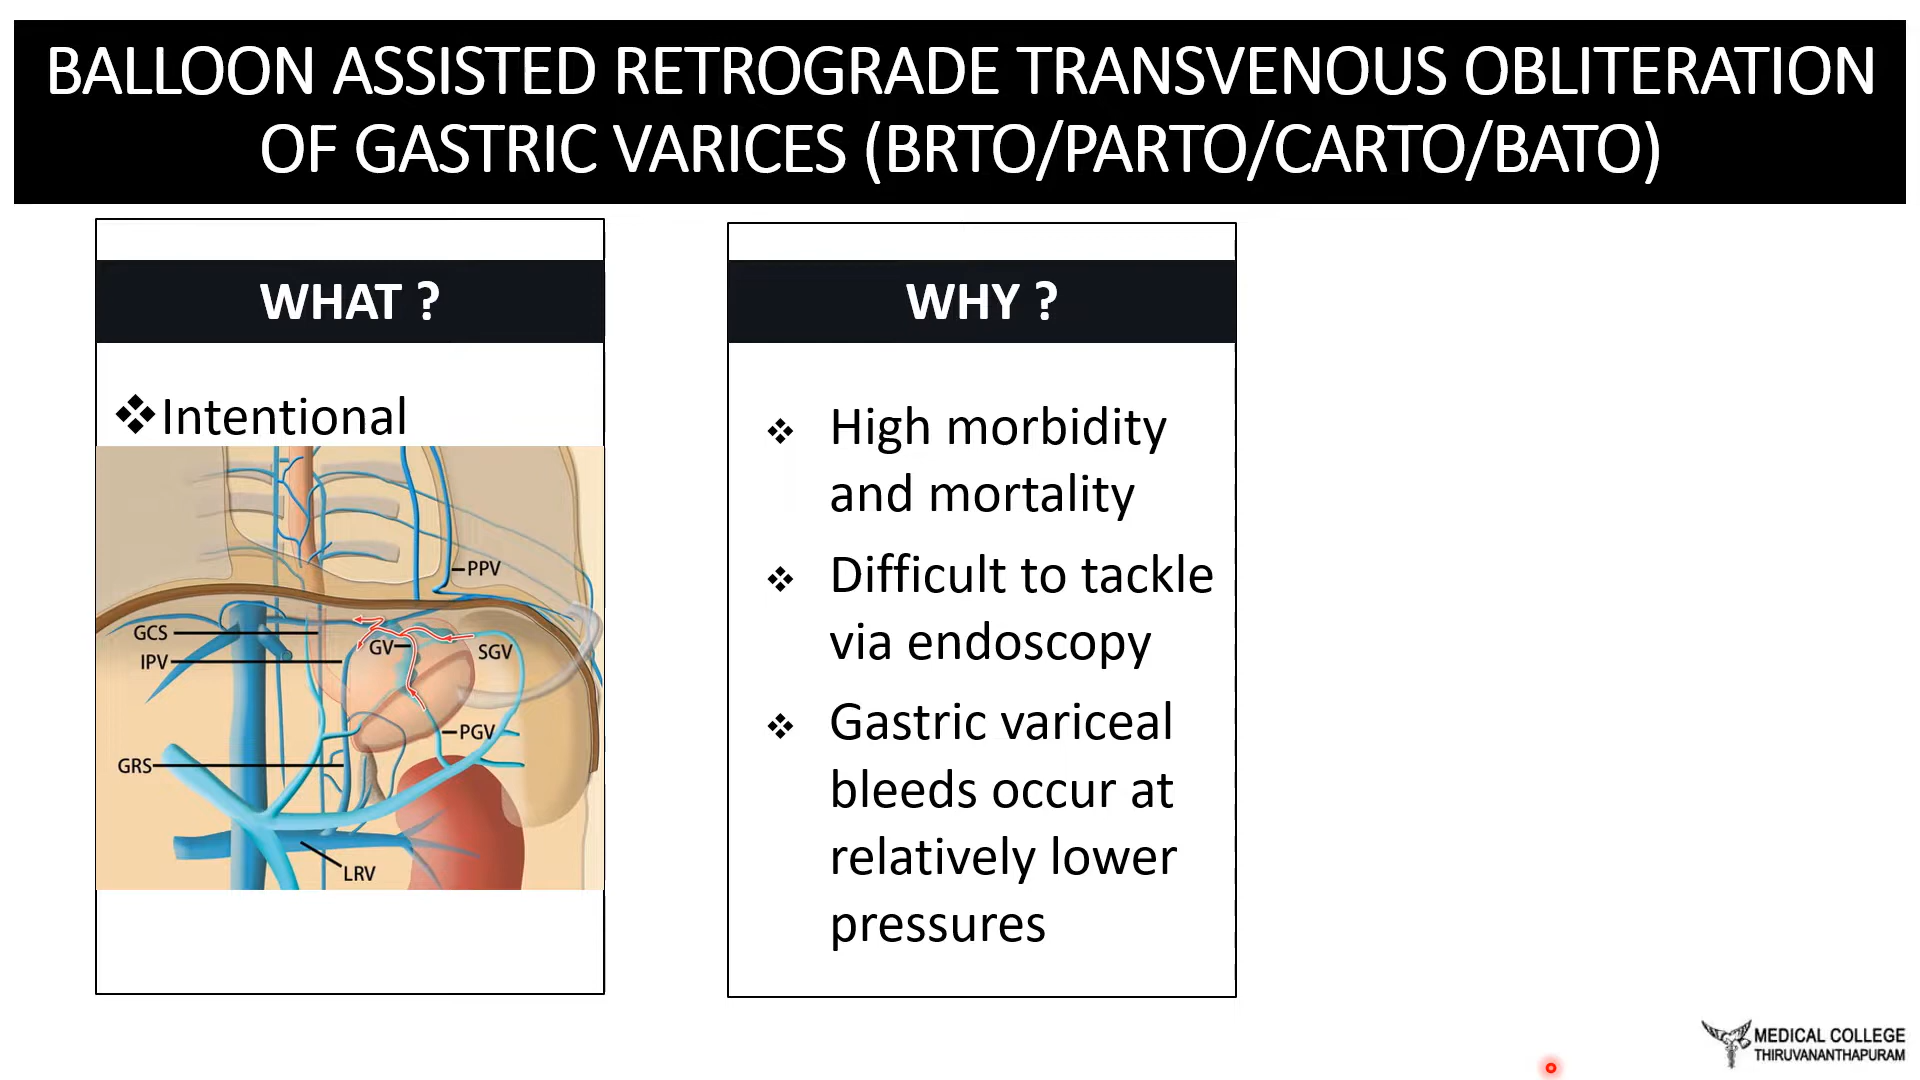 BALLOON ASSISTED RETROGRADE TRANSVENOUS OBLITERATION
OF GASTRIC VARICES (BRTO/PARTO/CARTO/BATO)
WHAT ?
❖Intentional
PPV
GCS
GV
SGV
IPV
PGV
GRS
LRV
WHY ?
❖ High morbidity
and mortality
❖ Difficult to tackle
via endoscopy
❖ Gastric variceal
bleeds occur at
relatively lower
pressures
MEDICAL COLLEGE
THIRUVANANTHAPURAM